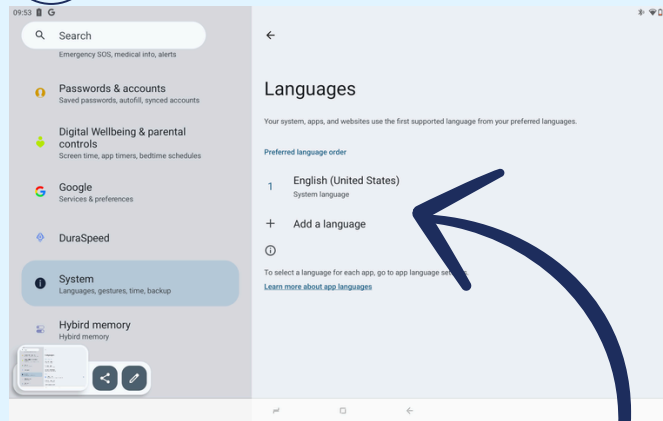 09:53 G
Search
Emergency SOS, medical info, alerts
Passwords & accounts
Saved passwords, autofill, synced accounts
Digital Wellbeing & parental
controls
Screen time, app timers, bedtime schedules
Google
Services & preferences
DuraSpeed
System
Languages, gestures, time, backup
Hybird memory
Hybird memory
Languages
Your system, apps, and websites use the first supported language from your preferred languages.
Preferred language order
1 English (United States)
System language
+ Add a language
To select a language for each app, go to app language
Learn more about app languages